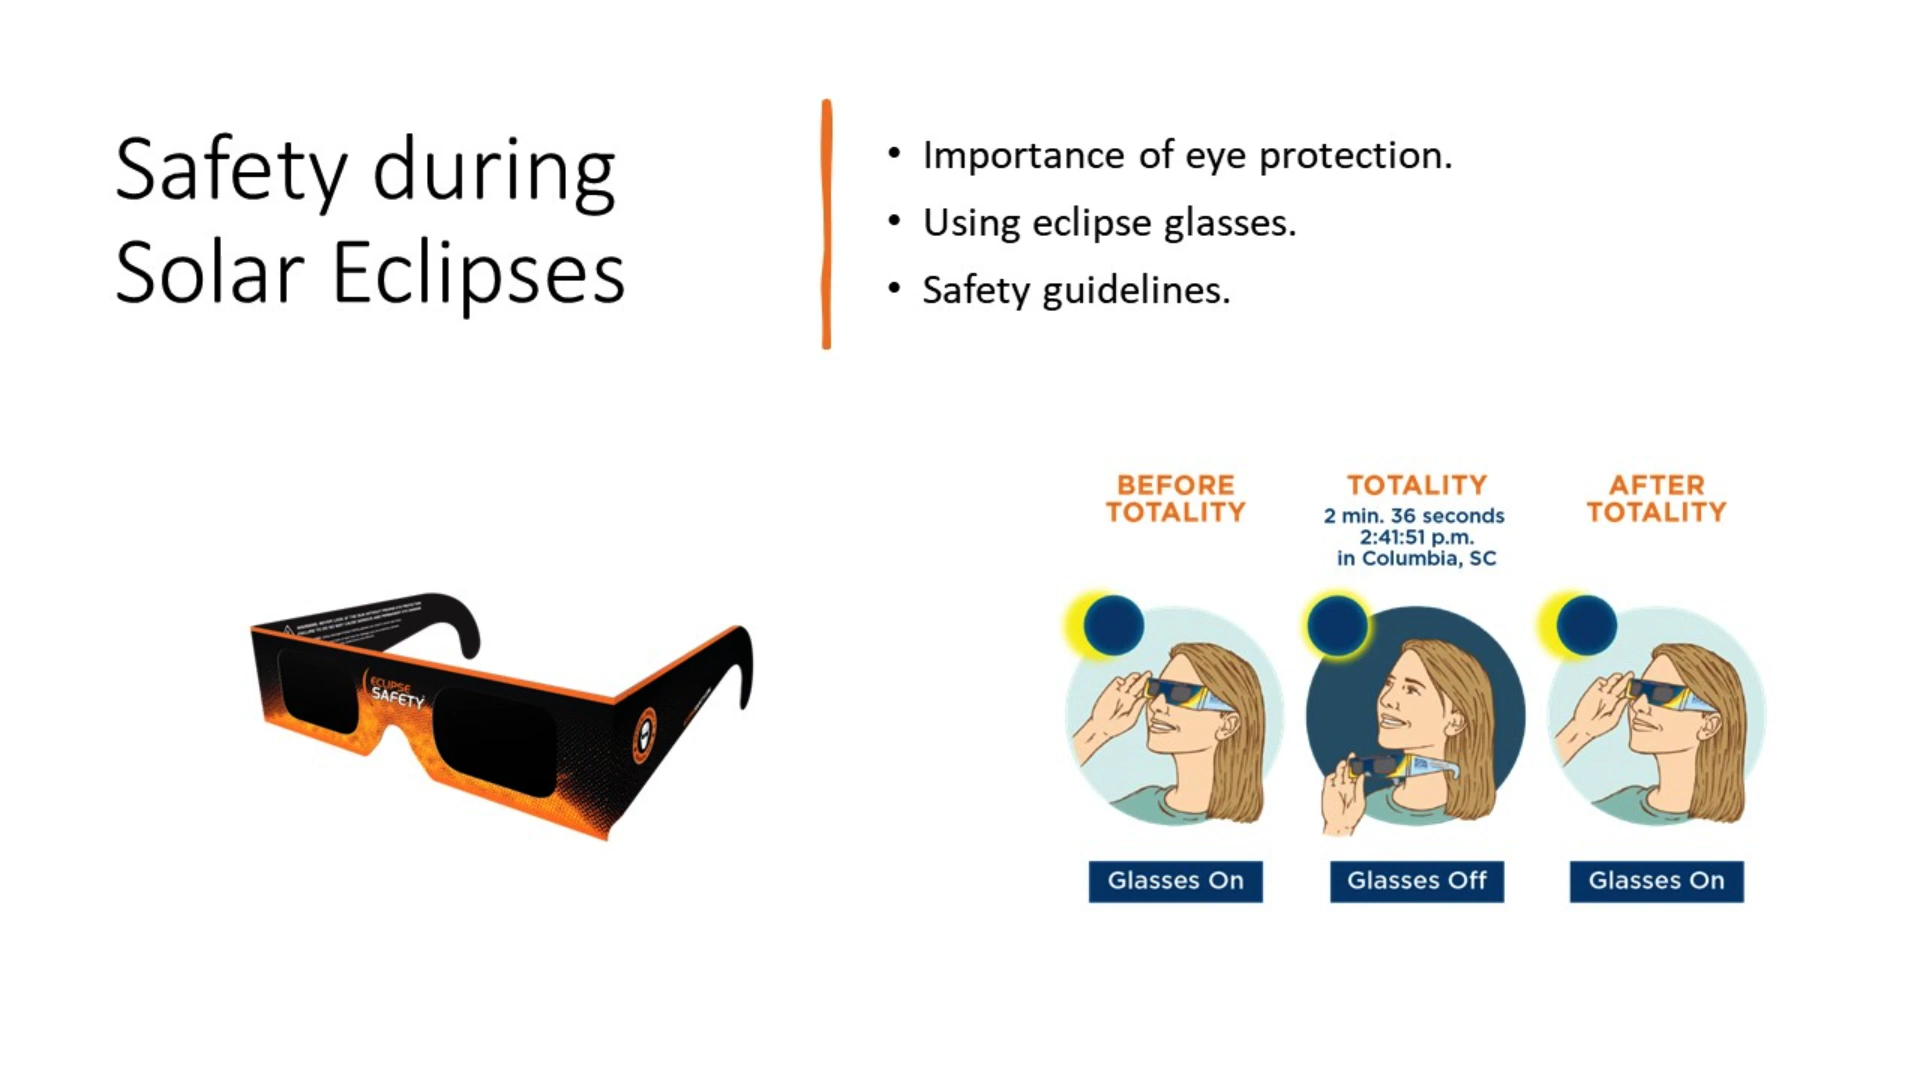 Safety during
Solar Eclipses
• Importance of eye protection.
• Using eclipse glasses.
• Safety guidelines.
ECLIPSE
SAFETY
BEFORE
TOTALITY
Glasses On
TOTALITY
2 min. 36 seconds
2:41:51 p.m.
in Columbia, SC
Glasses Off
AFTER
TOTALITY
Glasses On